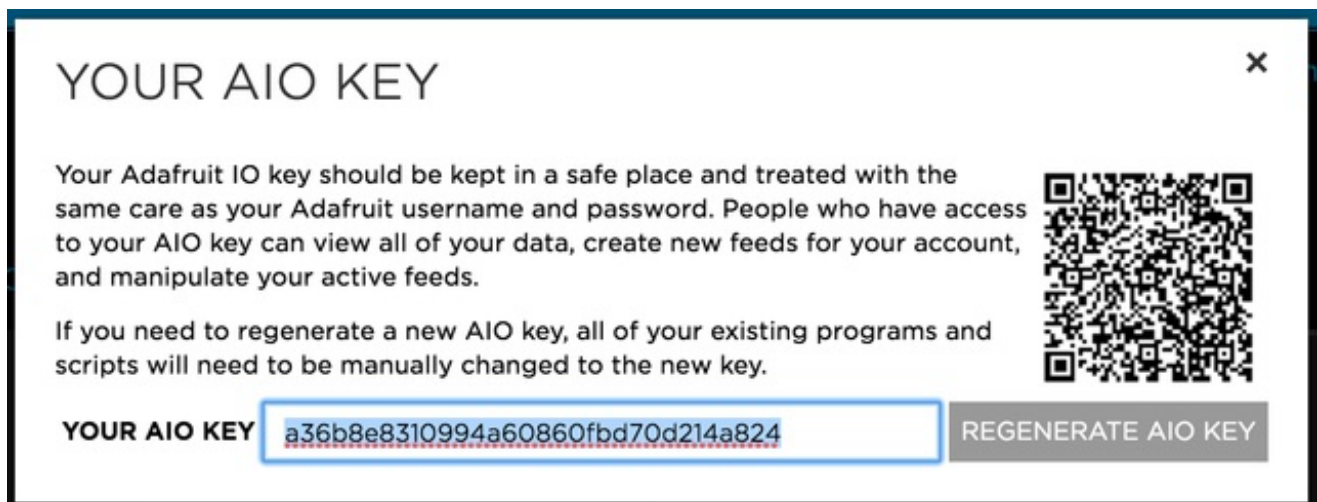 YOUR AIO KEY
×
Your Adafruit IO key should be kept in a safe place and treated with the
same care as your Adafruit username and password. People who have access
to your AIO key can view all of your data, create new feeds for your account,
and manipulate your active feeds.
If you need to regenerate a new AIO key, all of your existing programs and
scripts will need to be manually changed to the new key.
YOUR AIO KEY a36b8e8310994a60860fbd70d214a824 REGENERATE AIO KEY